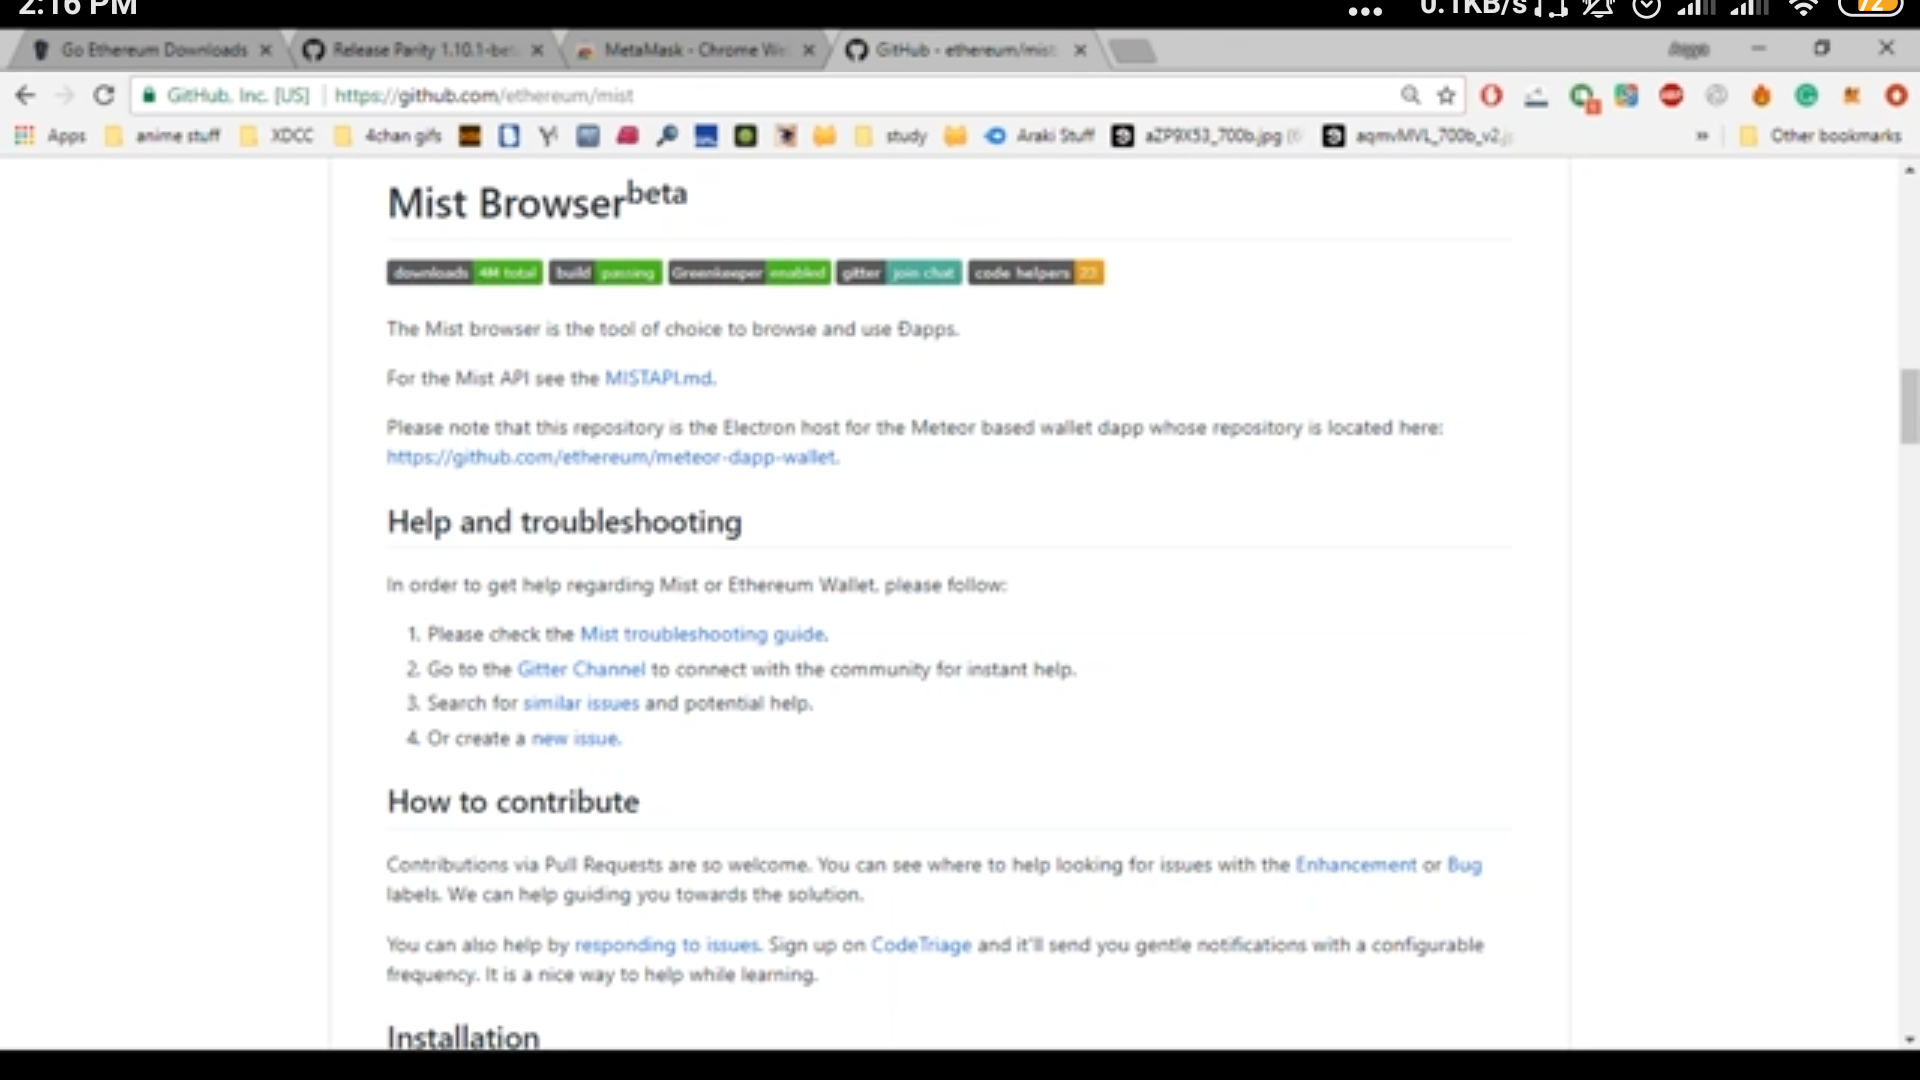 2:16 PM
0.1KB/s
72
Go Ethereum Downloads
Release Parity 1.10.1-be
MetaMask - Chrome We
GitHub - ethereum/mist
GitHub, Inc. [US] https://github.com/ethereum/mist
Apps anime stuff XDCC 4chan gifs study Araki Stuff aZP9X53_700b.jpg aqmvMVL_700b_v2.j » Other bookmarks
Mist Browser beta
downloads 4M total build passing Greenkeeper enabled gitter join chat code helpers
The Mist browser is the tool of choice to browse and use Ðapps.
For the Mist API see the MISTAPI.md.
Please note that this repository is the Electron host for the Meteor based wallet dapp whose repository is located here:
https://github.com/ethereum/meteor-dapp-wallet.
Help and troubleshooting
In order to get help regarding Mist or Ethereum Wallet, please follow:
1. Please check the Mist troubleshooting guide.
2. Go to the Gitter Channel to connect with the community for instant help.
3. Search for similar issues and potential help.
4. Or create a new issue.
How to contribute
Contributions via Pull Requests are so welcome. You can see where to help looking for issues with the Enhancement or Bug
labels. We can help guiding you towards the solution.
You can also help by responding to issues. Sign up on CodeTriage and it'll send you gentle notifications with a configurable
frequency. It is a nice way to help while learning.
Installation